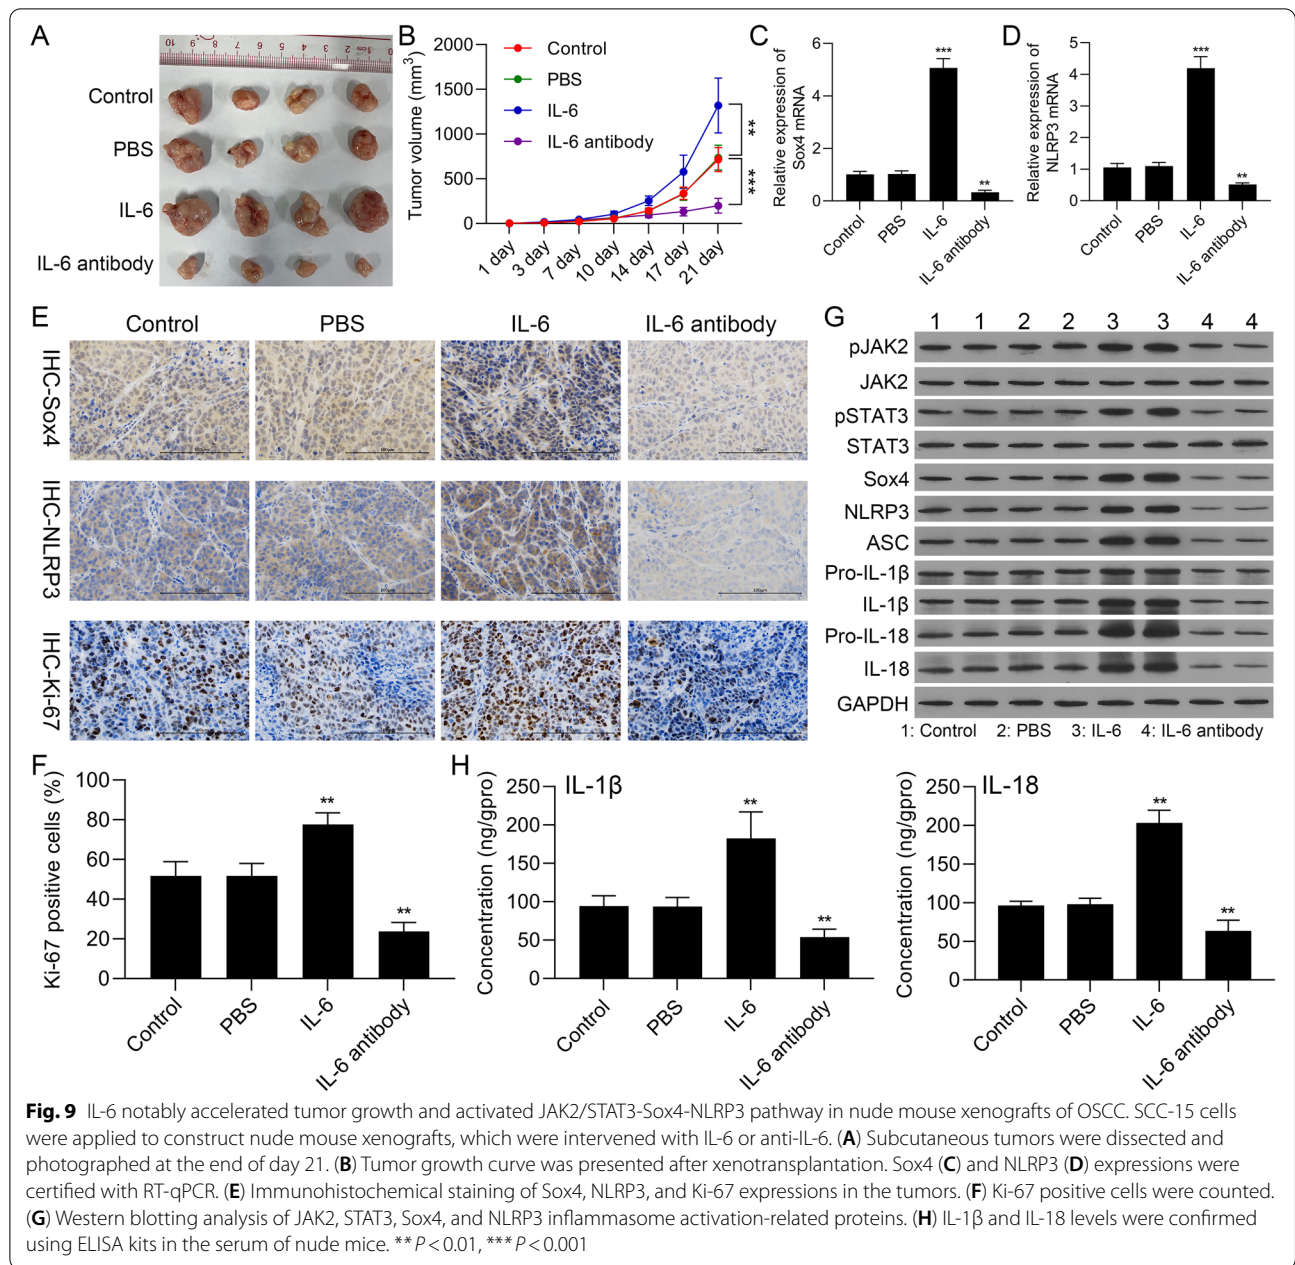 A
10 9 8 7 6 5 4 3 2 1cm 0
Control
PBS
IL-6
IL-6 antibody
B
Tumor volume (mm3)
2000
1500
1000
500
0
Control
PBS
IL-6
IL-6 antibody
**
***
1 day
3 day
7 day
10 day
14 day
17 day
21 day
C
Relative expression of
Sox4 mRNA
6
4
2
0
***
**
Control
PBS
IL-6
IL-6 antibody
D
Relative expression of
NLRP3 mRNA
5
4
3
2
1
0
***
**
Control
PBS
IL-6
IL-6 antibody
E
Control PBS IL-6 IL-6 antibody
IHC-Sox4
IHC-NLRP3
IHC-Ki-67
G
1 1 2 2 3 3 4 4
pJAK2
JAK2
pSTAT3
STAT3
Sox4
NLRP3
ASC
Pro-IL-1β
IL-1β
Pro-IL-18
IL-18
GAPDH
1: Control 2: PBS 3: IL-6 4: IL-6 antibody
F
Ki-67 positive cells (%)
100
80
60
40
20
0
**
**
Control
PBS
IL-6
IL-6 antibody
H
IL-1β
Concentration (ng/gpro)
250
200
150
100
50
0
**
**
Control
PBS
IL-6
IL-6 antibody
IL-18
Concentration (ng/gpro)
250
200
150
100
50
0
**
**
Control
PBS
IL-6
IL-6 antibody
Fig. 9 IL-6 notably accelerated tumor growth and activated JAK2/STAT3-Sox4-NLRP3 pathway in nude mouse xenografts of OSCC. SCC-15 cells
were applied to construct nude mouse xenografts, which were intervened with IL-6 or anti-IL-6. (A) Subcutaneous tumors were dissected and
photographed at the end of day 21. (B) Tumor growth curve was presented after xenotransplantation. Sox4 (C) and NLRP3 (D) expressions were
certified with RT-qPCR. (E) Immunohistochemical staining of Sox4, NLRP3, and Ki-67 expressions in the tumors. (F) Ki-67 positive cells were counted.
(G) Western blotting analysis of JAK2, STAT3, Sox4, and NLRP3 inflammasome activation-related proteins. (H) IL-1β and IL-18 levels were confirmed
using ELISA kits in the serum of nude mice. **P < 0.01, ***P < 0.001